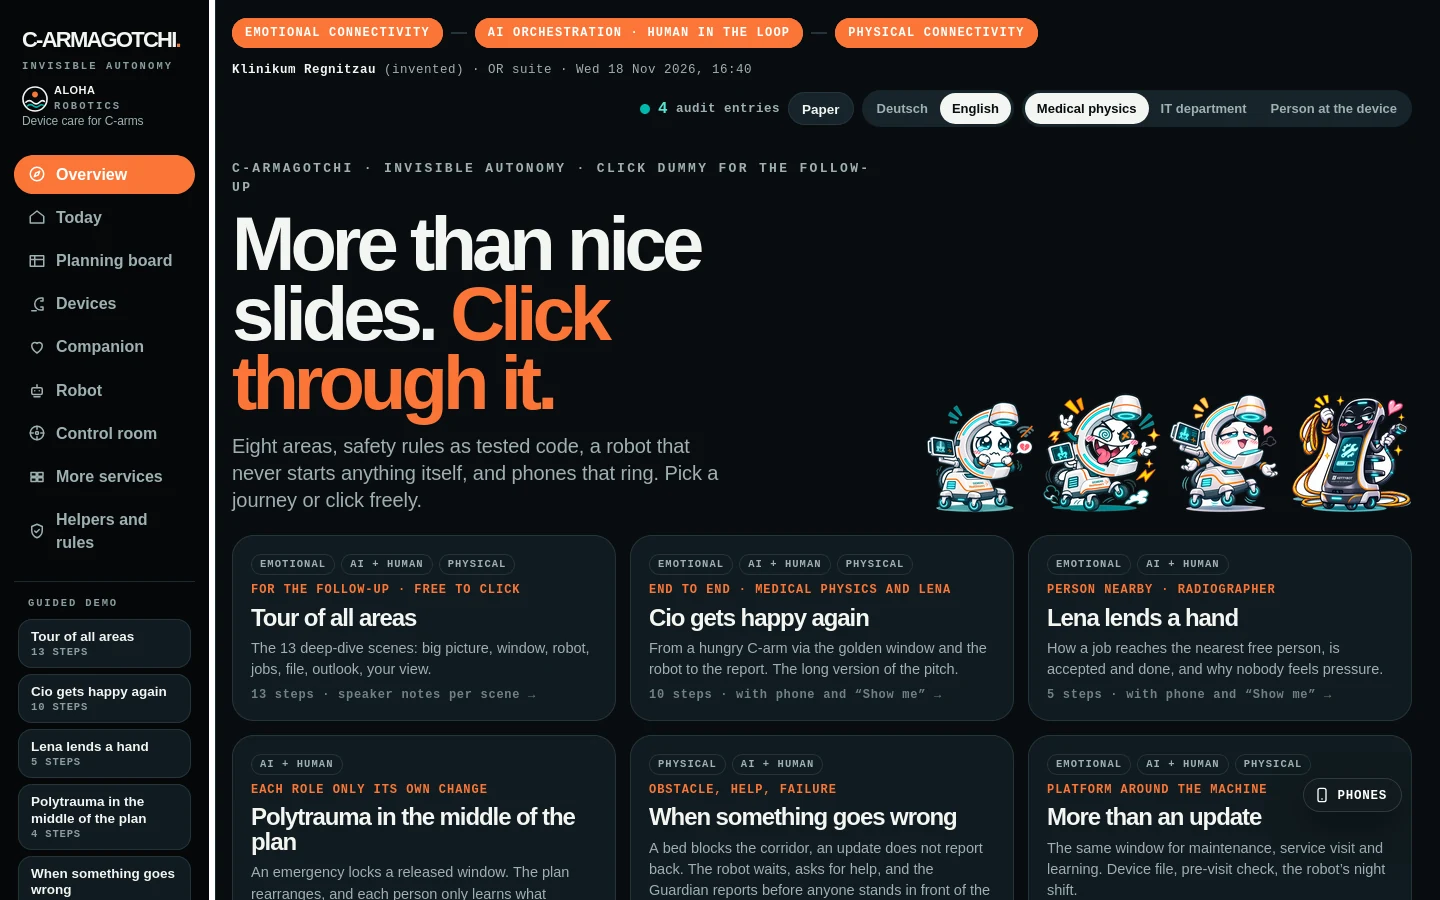 C-ARMAGOTCHI.
INVISIBLE AUTONOMY
ALOHA
ROBOTICS
Device care for C-arms
Overview
Today
Planning board
Devices
Companion
Robot
Control room
More services
Helpers and
rules
GUIDED DEMO
Tour of all areas
13 STEPS
Cio gets happy again
10 STEPS
Lena lends a hand
5 STEPS
Polytrauma in the
middle of the plan
4 STEPS
When something goes
wrong
EMOTIONAL CONNECTIVITY — AI ORCHESTRATION · HUMAN IN THE LOOP — PHYSICAL CONNECTIVITY
Klinikum Regnitzau (invented) · OR suite · Wed 18 Nov 2026, 16:40
4 audit entries Paper Deutsch English Medical physics IT department Person at the device
C-ARMAGOTCHI · INVISIBLE AUTONOMY · CLICK DUMMY FOR THE FOLLOW-
UP
More than nice
slides. Click
through it.
Eight areas, safety rules as tested code, a robot that
never starts anything itself, and phones that ring. Pick a
journey or click freely.
EMOTIONAL AI + HUMAN PHYSICAL
FOR THE FOLLOW-UP · FREE TO CLICK
Tour of all areas
The 13 deep-dive scenes: big picture, window, robot,
jobs, file, outlook, your view.
13 steps · speaker notes per scene →
EMOTIONAL AI + HUMAN PHYSICAL
END TO END · MEDICAL PHYSICS AND LENA
Cio gets happy again
From a hungry C-arm via the golden window and the
robot to the report. The long version of the pitch.
10 steps · with phone and “Show me” →
EMOTIONAL AI + HUMAN
PERSON NEARBY · RADIOGRAPHER
Lena lends a hand
How a job reaches the nearest free person, is
accepted and done, and why nobody feels pressure.
5 steps · with phone and “Show me” →
AI + HUMAN
EACH ROLE ONLY ITS OWN CHANGE
Polytrauma in the middle of the
plan
An emergency locks a released window. The plan
rearranges, and each person only learns what
PHYSICAL AI + HUMAN
OBSTACLE, HELP, FAILURE
When something goes wrong
A bed blocks the corridor, an update does not report
back. The robot waits, asks for help, and the
Guardian reports before anyone stands in front of the
EMOTIONAL AI + HUMAN PHYSICAL
PLATFORM AROUND THE MACHINE
More than an update
The same window for maintenance, service visit and
learning. Device file, pre-visit check, the robot’s night
shift.
PHONES